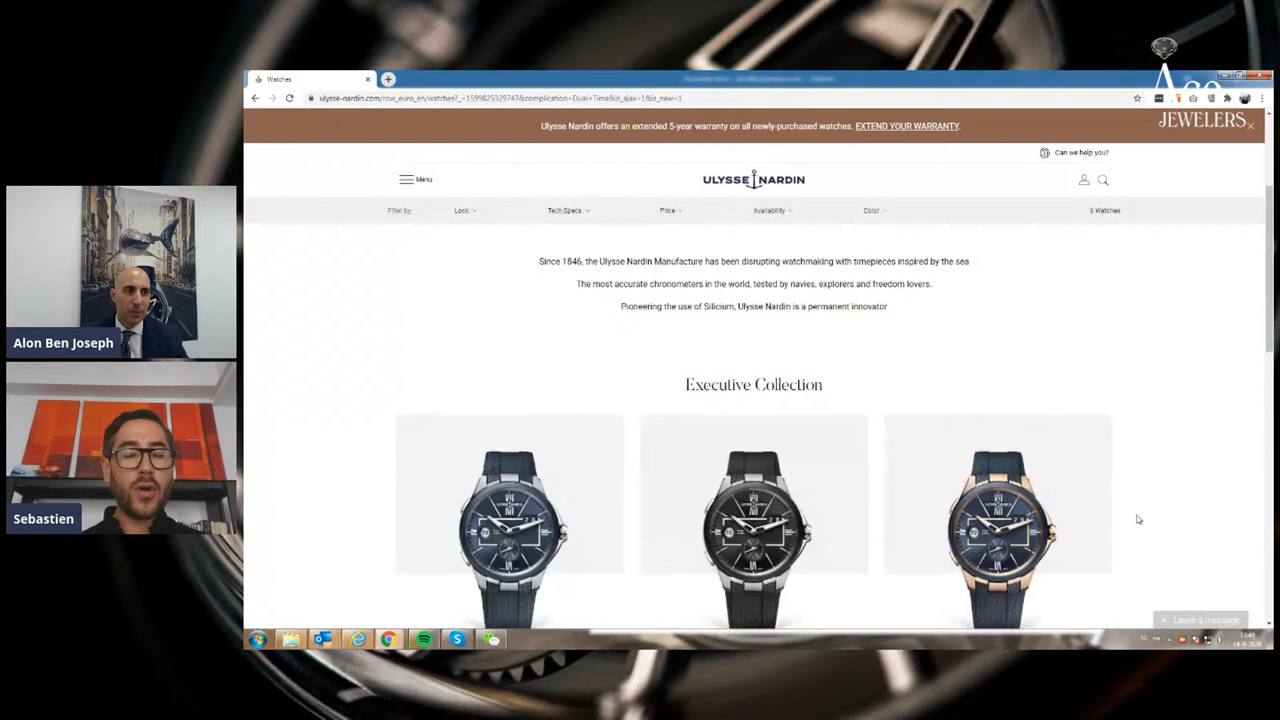 Watches
ulysse-nardin.com/row_euro_en/watches?_=1599825329747&complication=Dual+Time&is_ajax=1&is_new=1
Ace
JEWELERS
Ulysse Nardin offers an extended 5-year warranty on all newly-purchased watches. EXTEND YOUR WARRANTY.
Can we help you?
Menu
ULYSSE NARDIN
Filter by:
Look
Tech Specs
Price
Availability
Color
6 Watches
Since 1846, the Ulysse Nardin Manufacture has been disrupting watchmaking with timepieces inspired by the sea
The most accurate chronometers in the world, tested by navies, explorers and freedom lovers.
Pioneering the use of Silicium, Ulysse Nardin is a permanent innovator
Executive Collection
Alon Ben Joseph
Sebastien
Leave a message